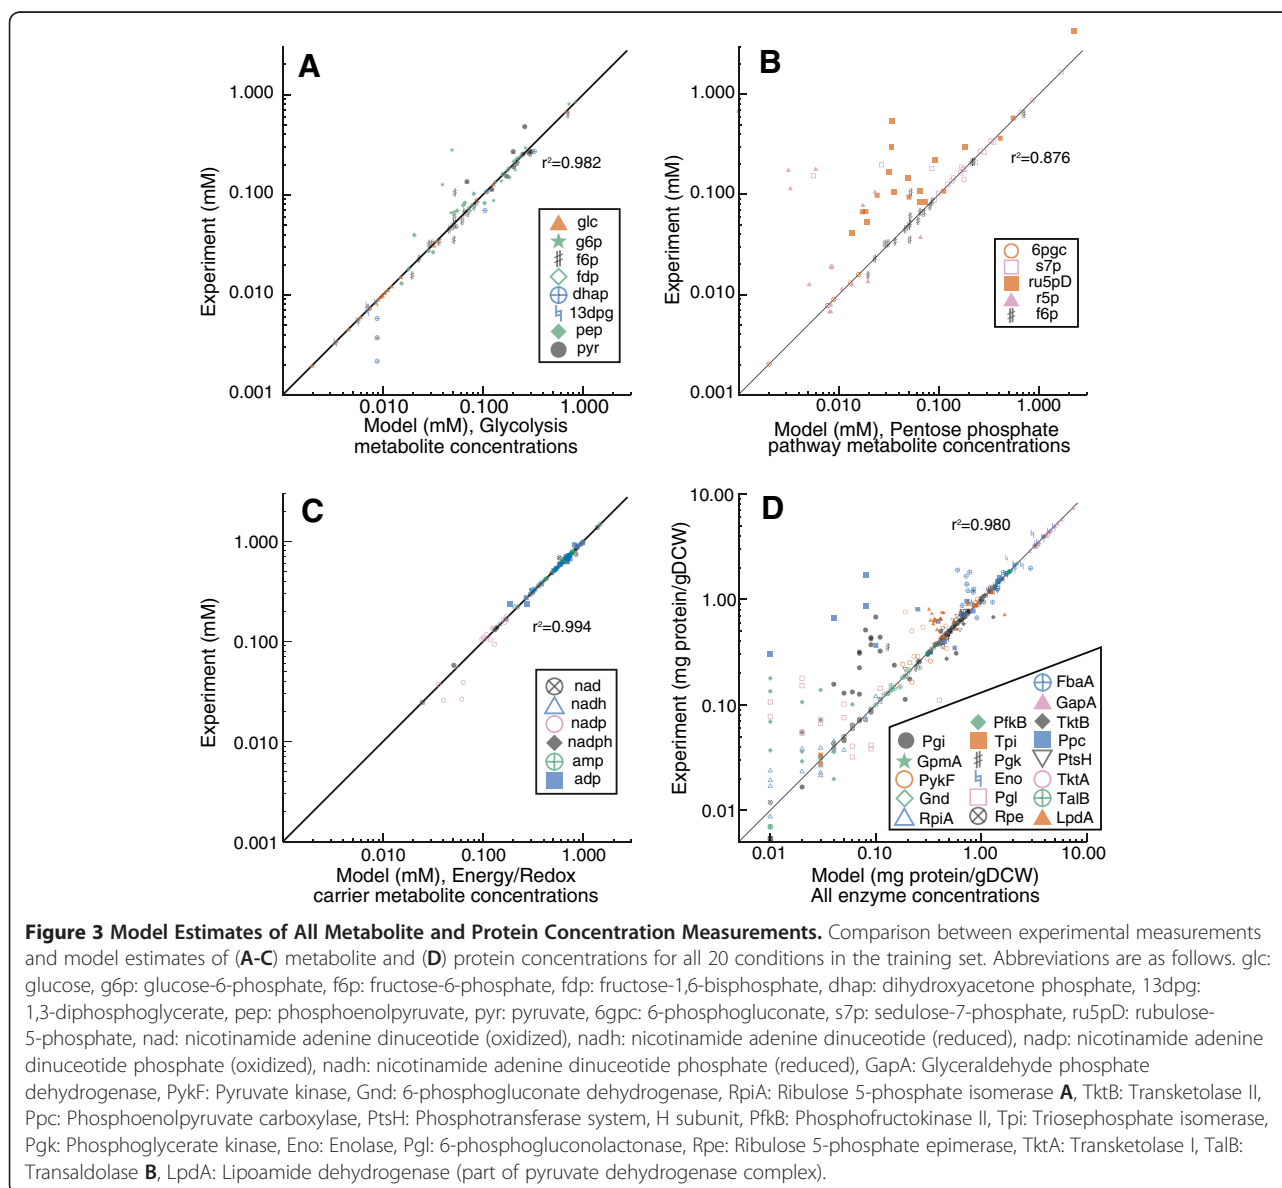 A
1.000
0.100
0.010
0.001
Experiment (mM)
r²=0.982
glc
g6p
f6p
fdp
dhap
13dpg
pep
pyr
0.010 0.100 1.000
Model (mM), Glycolysis
metabolite concentrations
B
1.000
0.100
0.010
0.001
Experiment (mM)
r²=0.876
6pgc
s7p
ru5pD
r5p
f6p
0.010 0.100 1.000
Model (mM), Pentose phosphate
pathway metabolite concentrations
C
1.000
0.100
0.010
0.001
Experiment (mM)
r²=0.994
nad
nadh
nadp
nadph
amp
adp
0.010 0.100 1.000
Model (mM), Energy/Redox
carrier metabolite concentrations
D
10.00
1.00
0.10
0.01
Experiment (mg protein/gDCW)
r²=0.980
Pgi
GpmA
PykF
Gnd
RpiA
PfkB
Tpi
Pgk
Eno
Pgl
Rpe
FbaA
GapA
TktB
Ppc
PtsH
TktA
TalB
LpdA
0.01 0.10 1.00 10.00
Model (mg protein/gDCW)
All enzyme concentrations
Figure 3 Model Estimates of All Metabolite and Protein Concentration Measurements. Comparison between experimental measurements
and model estimates of (A-C) metabolite and (D) protein concentrations for all 20 conditions in the training set. Abbreviations are as follows. glc:
glucose, g6p: glucose-6-phosphate, f6p: fructose-6-phosphate, fdp: fructose-1,6-bisphosphate, dhap: dihydroxyacetone phosphate, 13dpg:
1,3-diphosphoglycerate, pep: phosphoenolpyruvate, pyr: pyruvate, 6gpc: 6-phosphogluconate, s7p: sedulose-7-phosphate, ru5pD: rubulose-
5-phosphate, nad: nicotinamide adenine dinuceotide (oxidized), nadh: nicotinamide adenine dinuceotide (reduced), nadp: nicotinamide adenine
dinuceotide phosphate (oxidized), nadh: nicotinamide adenine dinuceotide phosphate (reduced), GapA: Glyceraldehyde phosphate
dehydrogenase, PykF: Pyruvate kinase, Gnd: 6-phosphogluconate dehydrogenase, RpiA: Ribulose 5-phosphate isomerase A, TktB: Transketolase II,
Ppc: Phosphoenolpyruvate carboxylase, PtsH: Phosphotransferase system, H subunit, PfkB: Phosphofructokinase II, Tpi: Triosephosphate isomerase,
Pgk: Phosphoglycerate kinase, Eno: Enolase, Pgl: 6-phosphogluconolactonase, Rpe: Ribulose 5-phosphate epimerase, TktA: Transketolase I, TalB:
Transaldolase B, LpdA: Lipoamide dehydrogenase (part of pyruvate dehydrogenase complex).